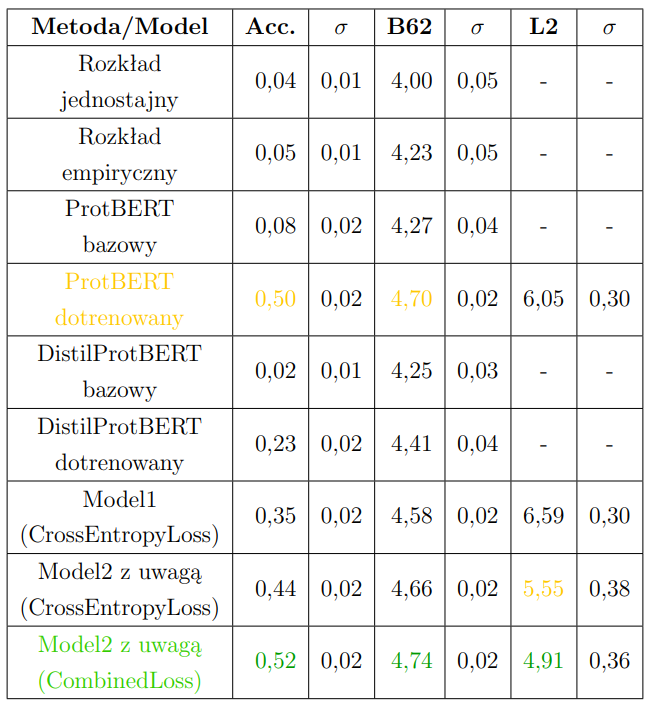 Metoda/Model Acc. σ B62 σ L2 σ
Rozkład
jednostajny
0,04 0,01 4,00 0,05 - -
Rozkład
empiryczny
0,05 0,01 4,23 0,05 - -
ProtBERT
bazowy
0,08 0,02 4,27 0,04 - -
ProtBERT
dotrenowany
0,50 0,02 4,70 0,02 6,05 0,30
DistilProtBERT
bazowy
0,02 0,01 4,25 0,03 - -
DistilProtBERT
dotrenowany
0,23 0,02 4,41 0,04 - -
Model1
(CrossEntropyLoss)
0,35 0,02 4,58 0,02 6,59 0,30
Model2 z uwagą
(CrossEntropyLoss)
0,44 0,02 4,66 0,02 5,55 0,38
Model2 z uwagą
(CombinedLoss)
0,52 0,02 4,74 0,02 4,91 0,36